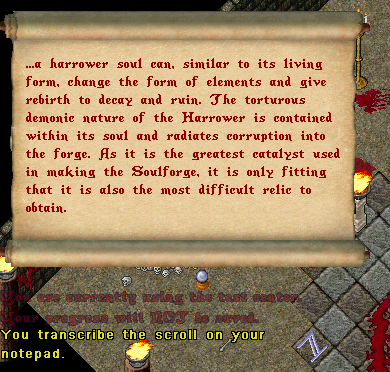 ...a harrower soul can, similar to its living
form, change the form of elements and give
rebirth to decay and ruin. The torturous
demonic nature of the Harrower is contained
within its soul and radiates corruption into
the forge. As it is the greatest catalyst used
in making the Soulforge, it is only fitting
that it is also the most difficult relic to
obtain.
You are currently using the test center.
Your progress will NOT be saved.
You transcribe the scroll on your
notepad.